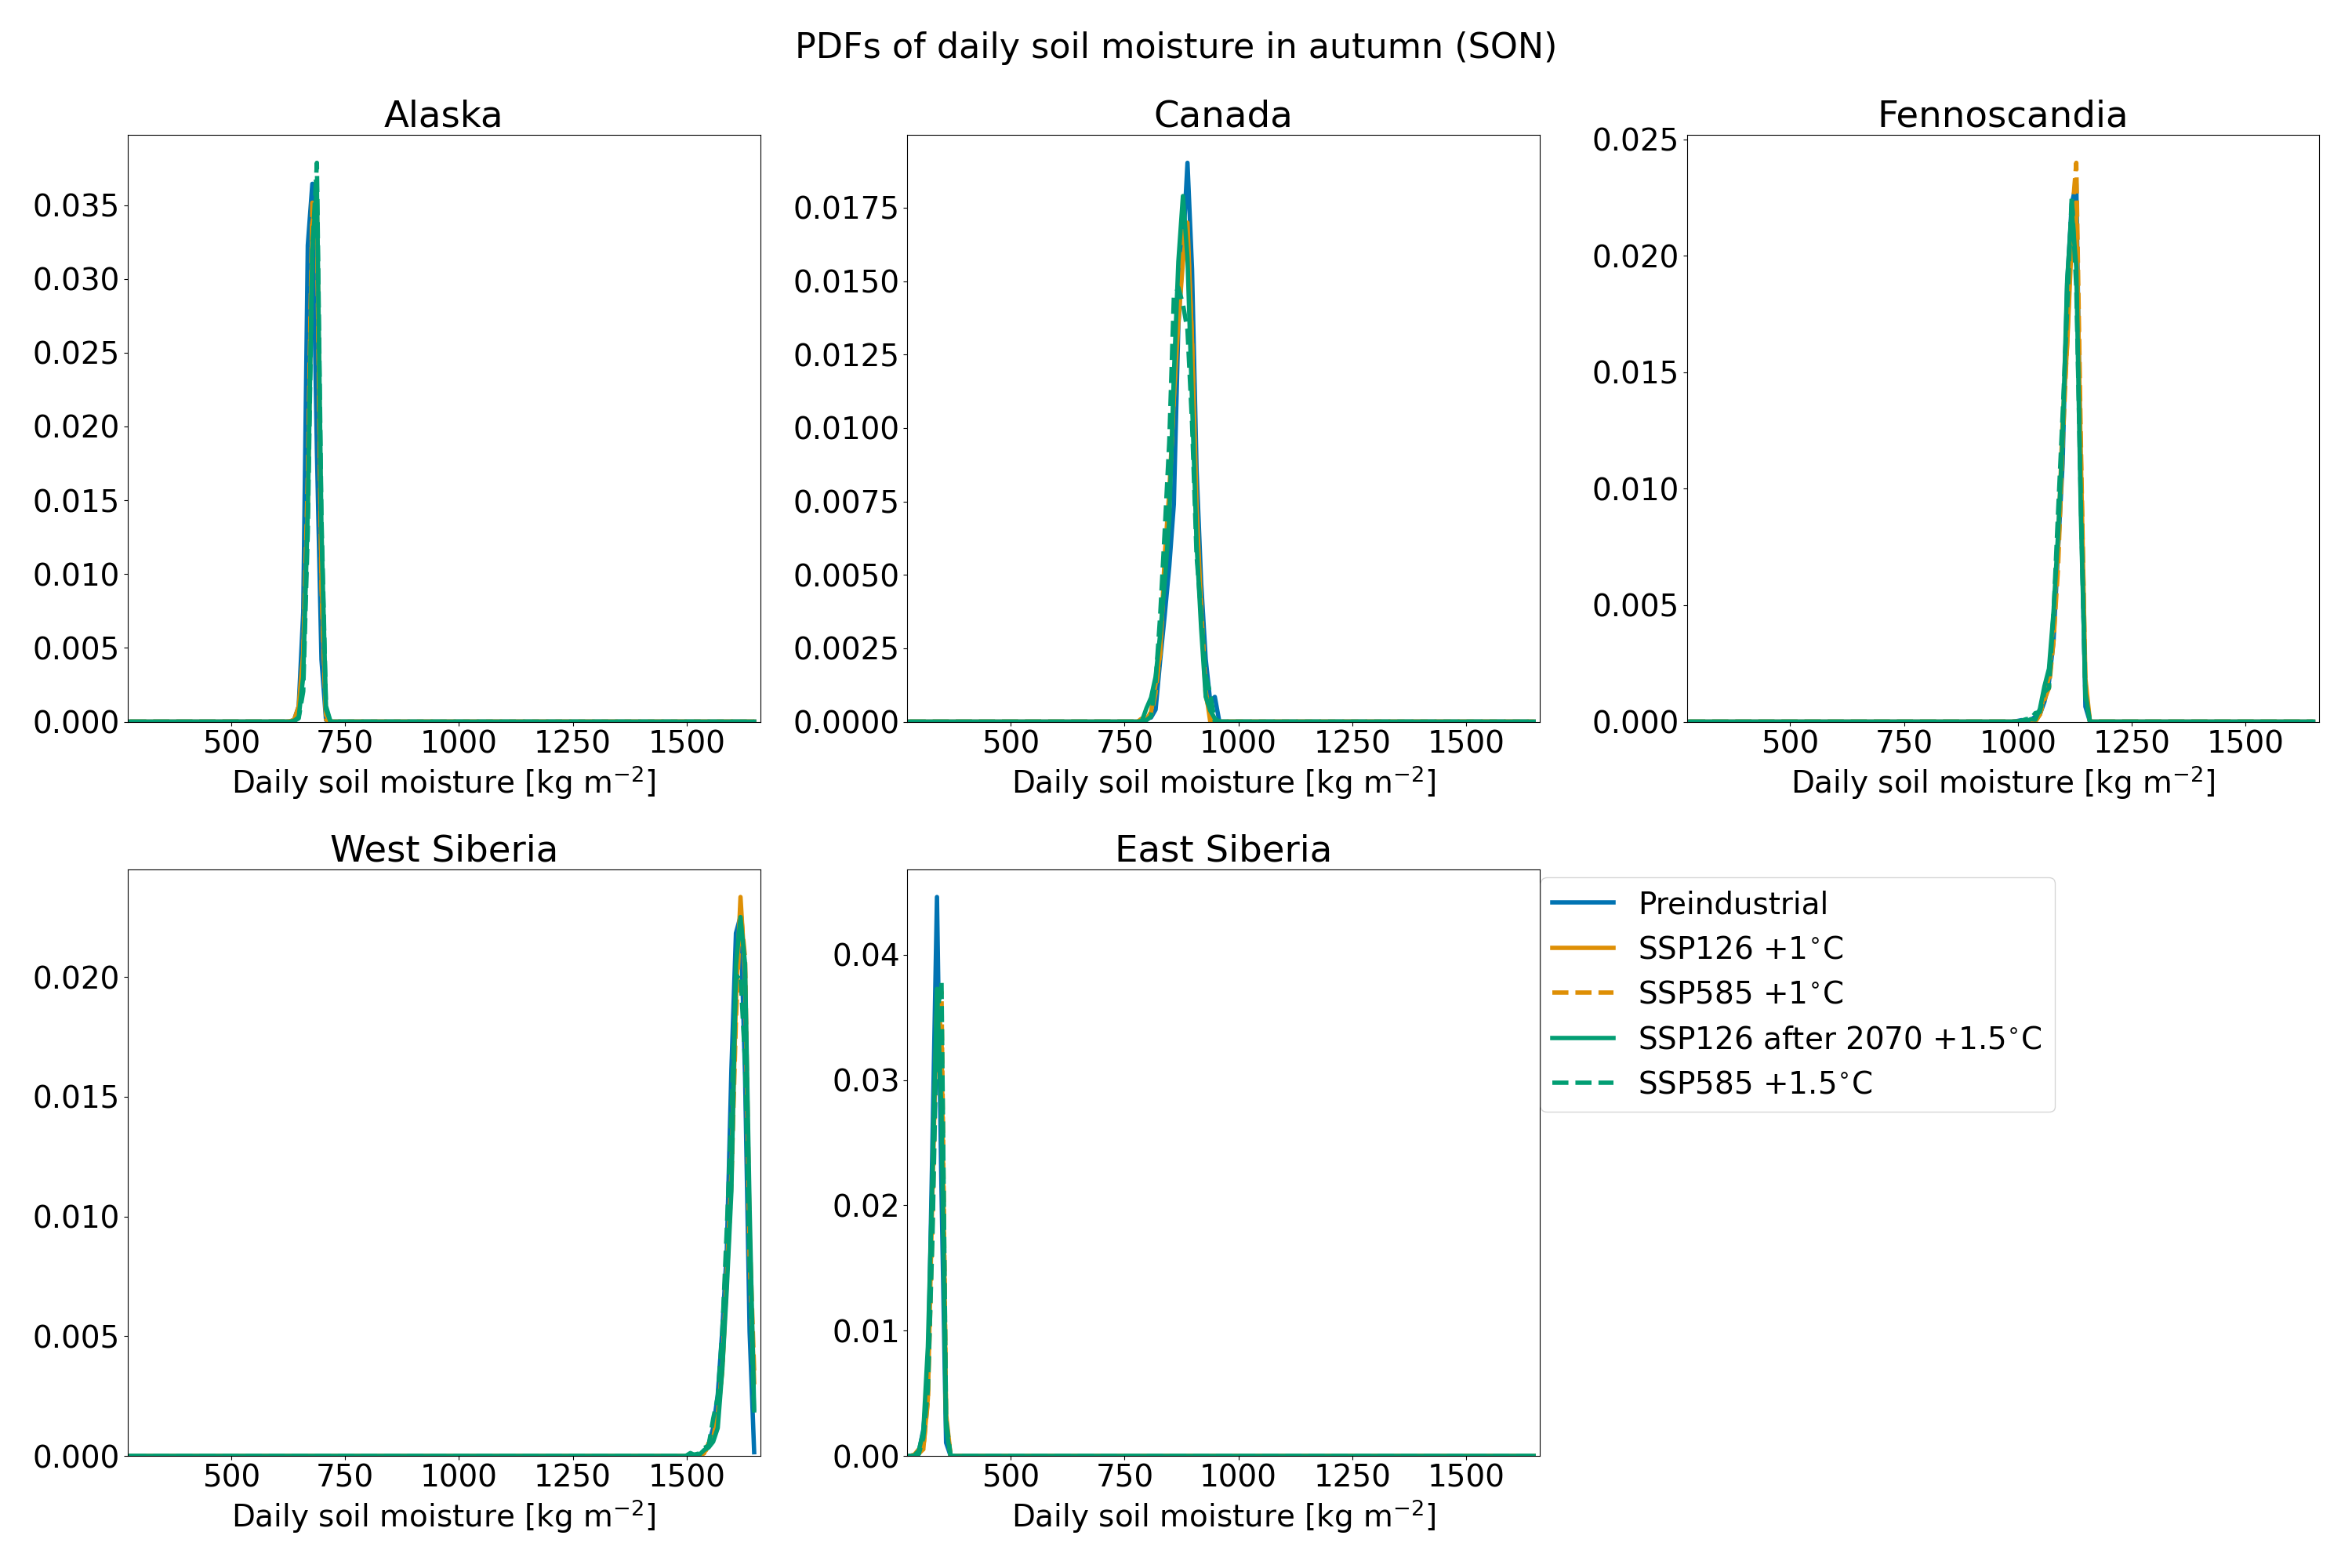 PDFs of daily soil moisture in autumn (SON)
Alaska
0.035
0.030
0.025
0.020
0.015
0.010
0.005
0.000
500 750 1000 1250 1500
Daily soil moisture [kg m⁻²]
Canada
0.0175
0.0150
0.0125
0.0100
0.0075
0.0050
0.0025
0.0000
500 750 1000 1250 1500
Daily soil moisture [kg m⁻²]
Fennoscandia
0.025
0.020
0.015
0.010
0.005
0.000
500 750 1000 1250 1500
Daily soil moisture [kg m⁻²]
West Siberia
0.020
0.015
0.010
0.005
0.000
500 750 1000 1250 1500
Daily soil moisture [kg m⁻²]
East Siberia
0.04
0.03
0.02
0.01
0.00
500 750 1000 1250 1500
Daily soil moisture [kg m⁻²]
Preindustrial
SSP126 +1°C
SSP585 +1°C
SSP126 after 2070 +1.5°C
SSP585 +1.5°C